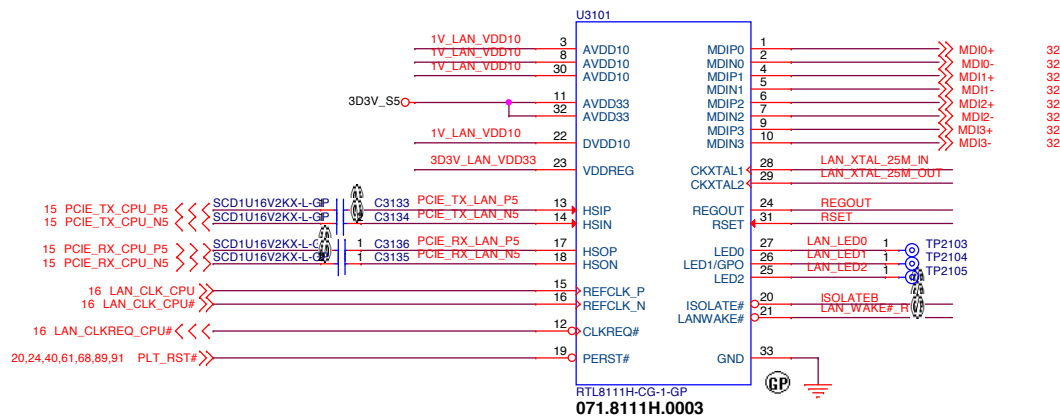 U3101
1V_LAN_VDD10 3 AVDD10 MDIP0 1 MDI0+ 32
1V_LAN_VDD10 8 AVDD10 MDIN0 2 MDI0- 32
1V_LAN_VDD10 30 AVDD10 MDIP1 4 MDI1+ 32
MDIN1 5 MDI1- 32
3D3V_S5 11 AVDD33 MDIP2 6 MDI2+ 32
32 AVDD33 MDIN2 7 MDI2- 32
MDIP3 9 MDI3+ 32
1V_LAN_VDD10 22 DVDD10 MDIN3 10 MDI3- 32
3D3V_LAN_VDD33 23 VDDREG CKXTAL1 28 LAN_XTAL_25M_IN
CKXTAL2 29 LAN_XTAL_25M_OUT
15 PCIE_TX_CPU_P5 SCD1U16V2KX-L-GP C3133 PCIE_TX_LAN_P5 13 HSIP REGOUT 24 REGOUT
15 PCIE_TX_CPU_N5 SCD1U16V2KX-L-GP C3134 PCIE_TX_LAN_N5 14 HSIN RSET 31 RSET
15 PCIE_RX_CPU_P5 SCD1U16V2KX-L-GP 1 C3136 PCIE_RX_LAN_P5 17 HSOP LED0 27 LAN_LED0 1 TP2103
15 PCIE_RX_CPU_N5 SCD1U16V2KX-L-GP 1 C3135 PCIE_RX_LAN_N5 18 HSON LED1/GPO 26 LAN_LED1 1 TP2104
LED2 25 LAN_LED2 1 TP2105
16 LAN_CLK_CPU 15 REFCLK_P
16 LAN_CLK_CPU# 16 REFCLK_N ISOLATE# 20 ISOLATEB
LANWAKE# 21 LAN_WAKE#_R
16 LAN_CLKREQ_CPU# 12 CLKREQ#
20,24,40,61,68,89,91 PLT_RST# 19 PERST# GND 33
GP
RTL8111H-CG-1-GP
071.8111H.0003